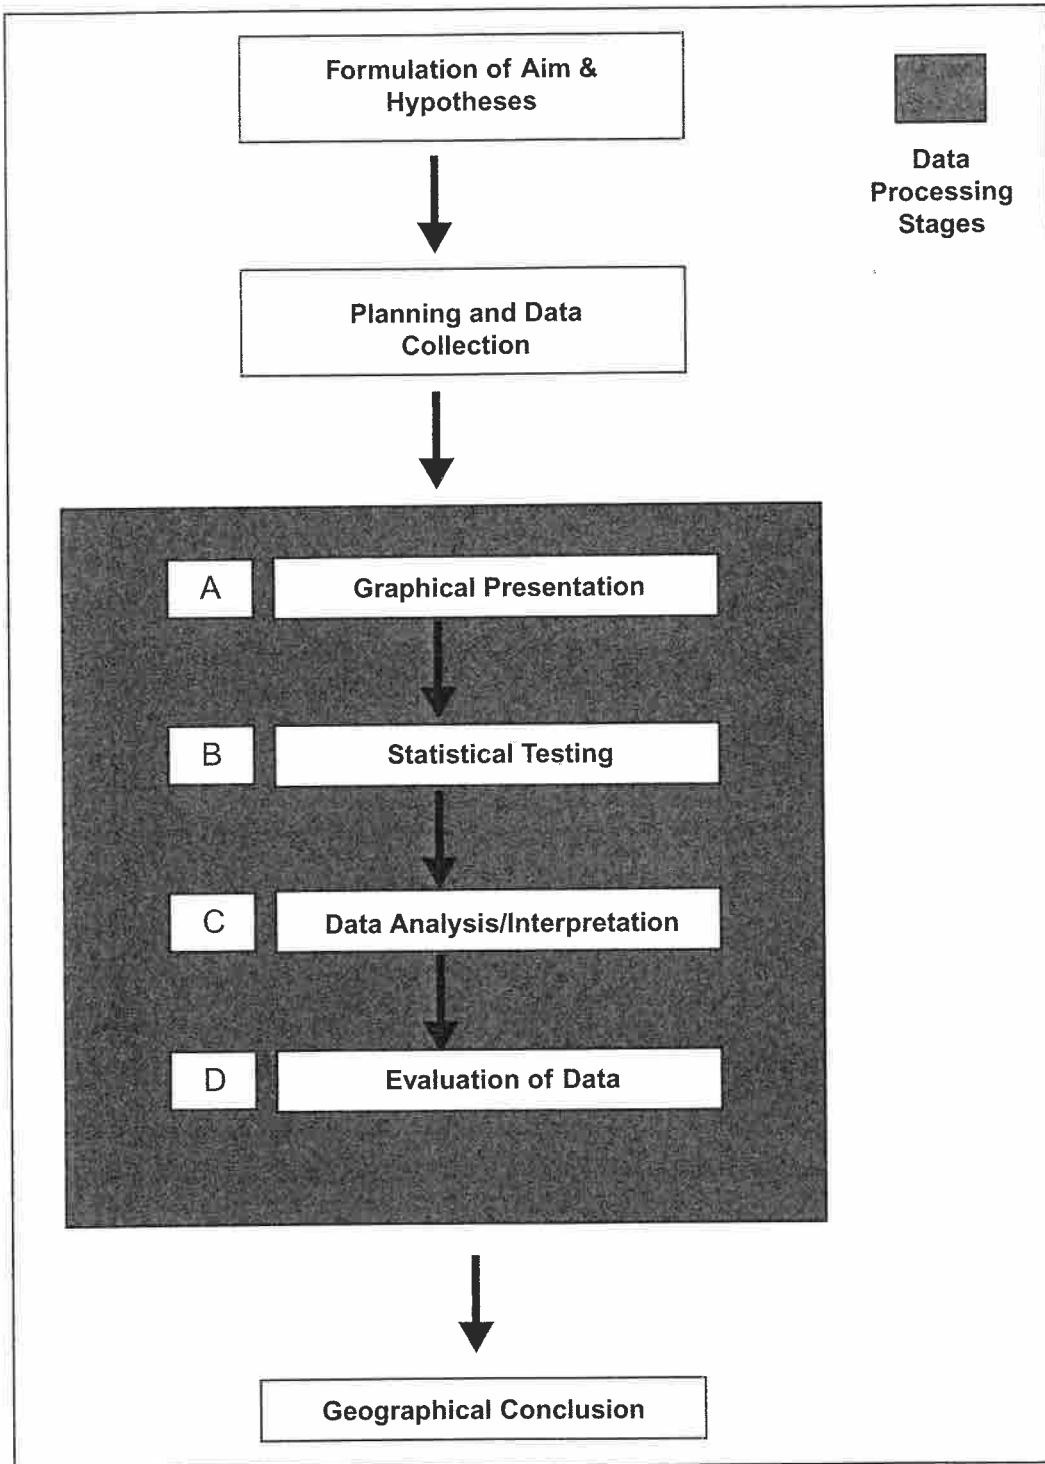 Formulation of Aim &
Hypotheses
Data
Processing
Stages
Planning and Data
Collection
A
Graphical Presentation
B
Statistical Testing
C
Data Analysis/Interpretation
D
Evaluation of Data
Geographical Conclusion